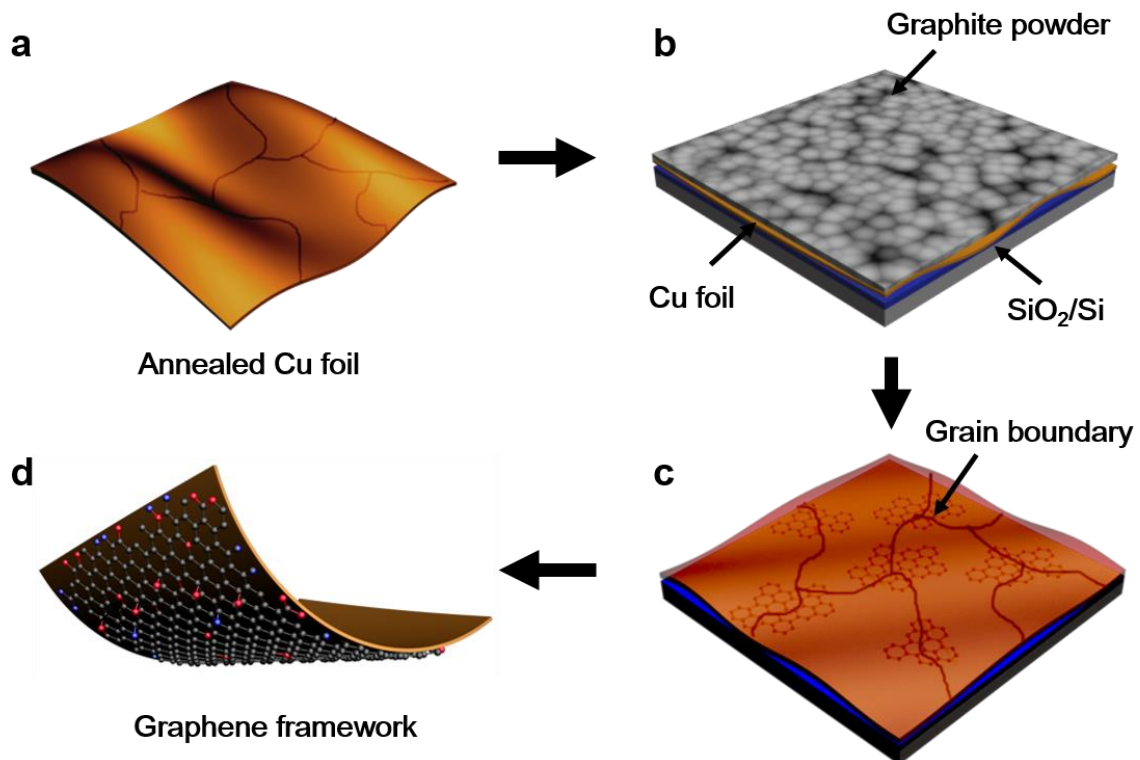 a
Annealed Cu foil
b
Graphite powder
Cu foil
SiO₂/Si
Grain boundary
c
d
Graphene framework